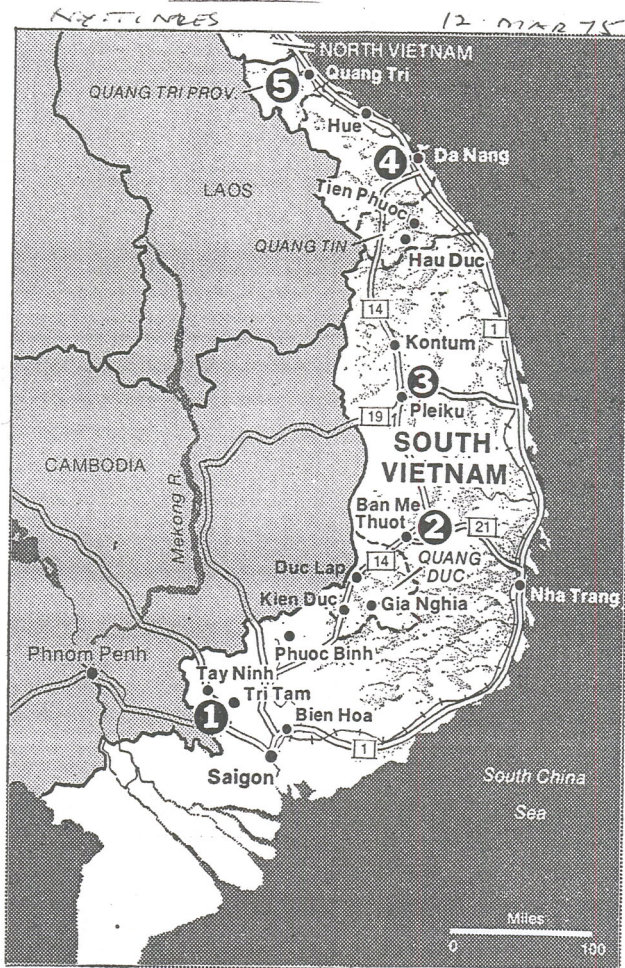 NY TIMES 12 MAR 75
NORTH VIETNAM
Quang Tri
QUANG TRI PROV.
5
Hue
4
Da Nang
LAOS
Tien Phuoc
QUANG TIN
Hau Duc
14
1
Kontum
3
Pleiku
19
SOUTH
VIETNAM
CAMBODIA
Mekong R.
Ban Me
Thuot
2
21
14
QUANG
DUC
Duc Lap
Kien Duc
Gia Nghia
Nha Trang
Phuoc Binh
Phnom Penh
Tay Ninh
Tri Tam
1
Bien Hoa
1
Saigon
South China
Sea
Miles
0 100